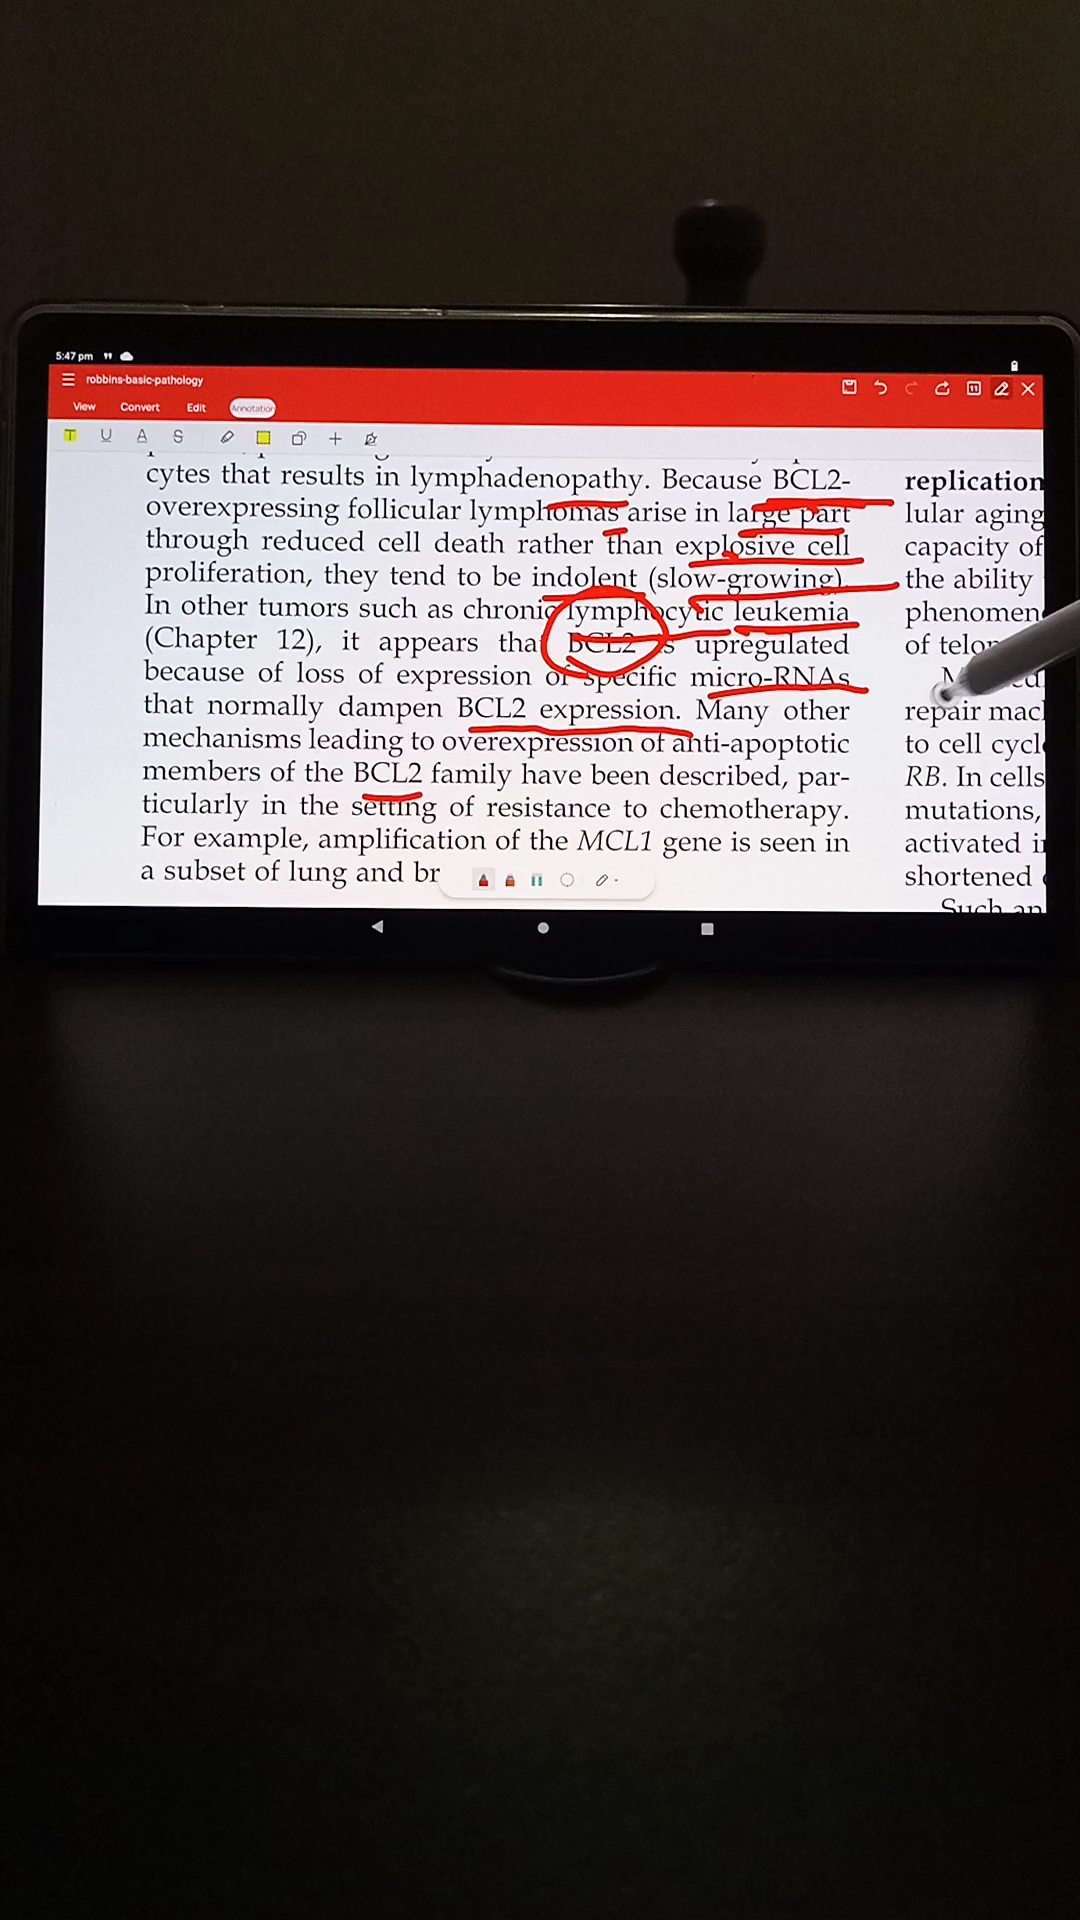 5:47 pm
robbins-basic-pathology
View Convert Edit Annotation
T U A S
cytes that results in lymphadenopathy. Because BCL2-
overexpressing follicular lymphomas arise in large part
through reduced cell death rather than explosive cell
proliferation, they tend to be indolent (slow-growing).
In other tumors such as chronic lymphocytic leukemia
(Chapter 12), it appears tha BCL2 is upregulated
because of loss of expression of specific micro-RNAs
that normally dampen BCL2 expression. Many other
mechanisms leading to overexpression of anti-apoptotic
members of the BCL2 family have been described, par-
ticularly in the setting of resistance to chemotherapy.
For example, amplification of the MCL1 gene is seen in
a subset of lung and br
replication
lular aging
capacity of
the ability
phenomen
of telo
repair mac
to cell cycl
RB. In cells
mutations,
activated i
shortened
Such an